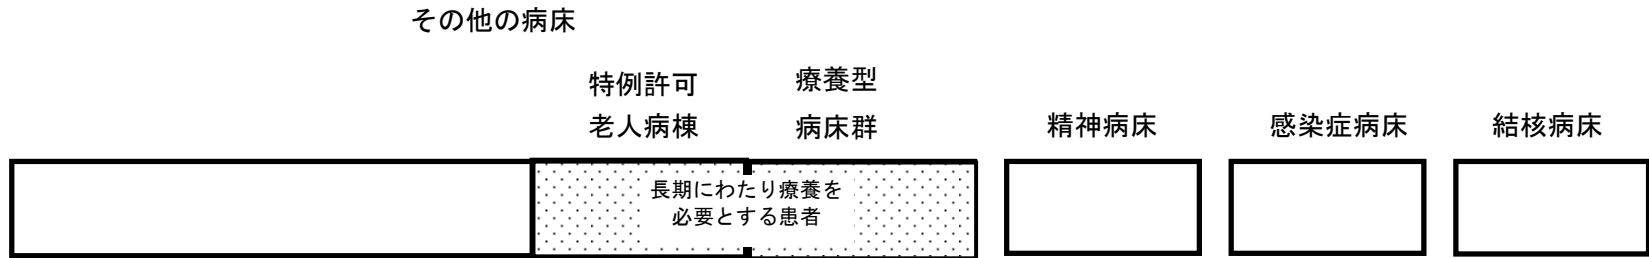 その他の病床
特例許可
老人病棟
療養型
病床群
精神病床
感染症病床
結核病床
長期にわたり療養を
必要とする患者